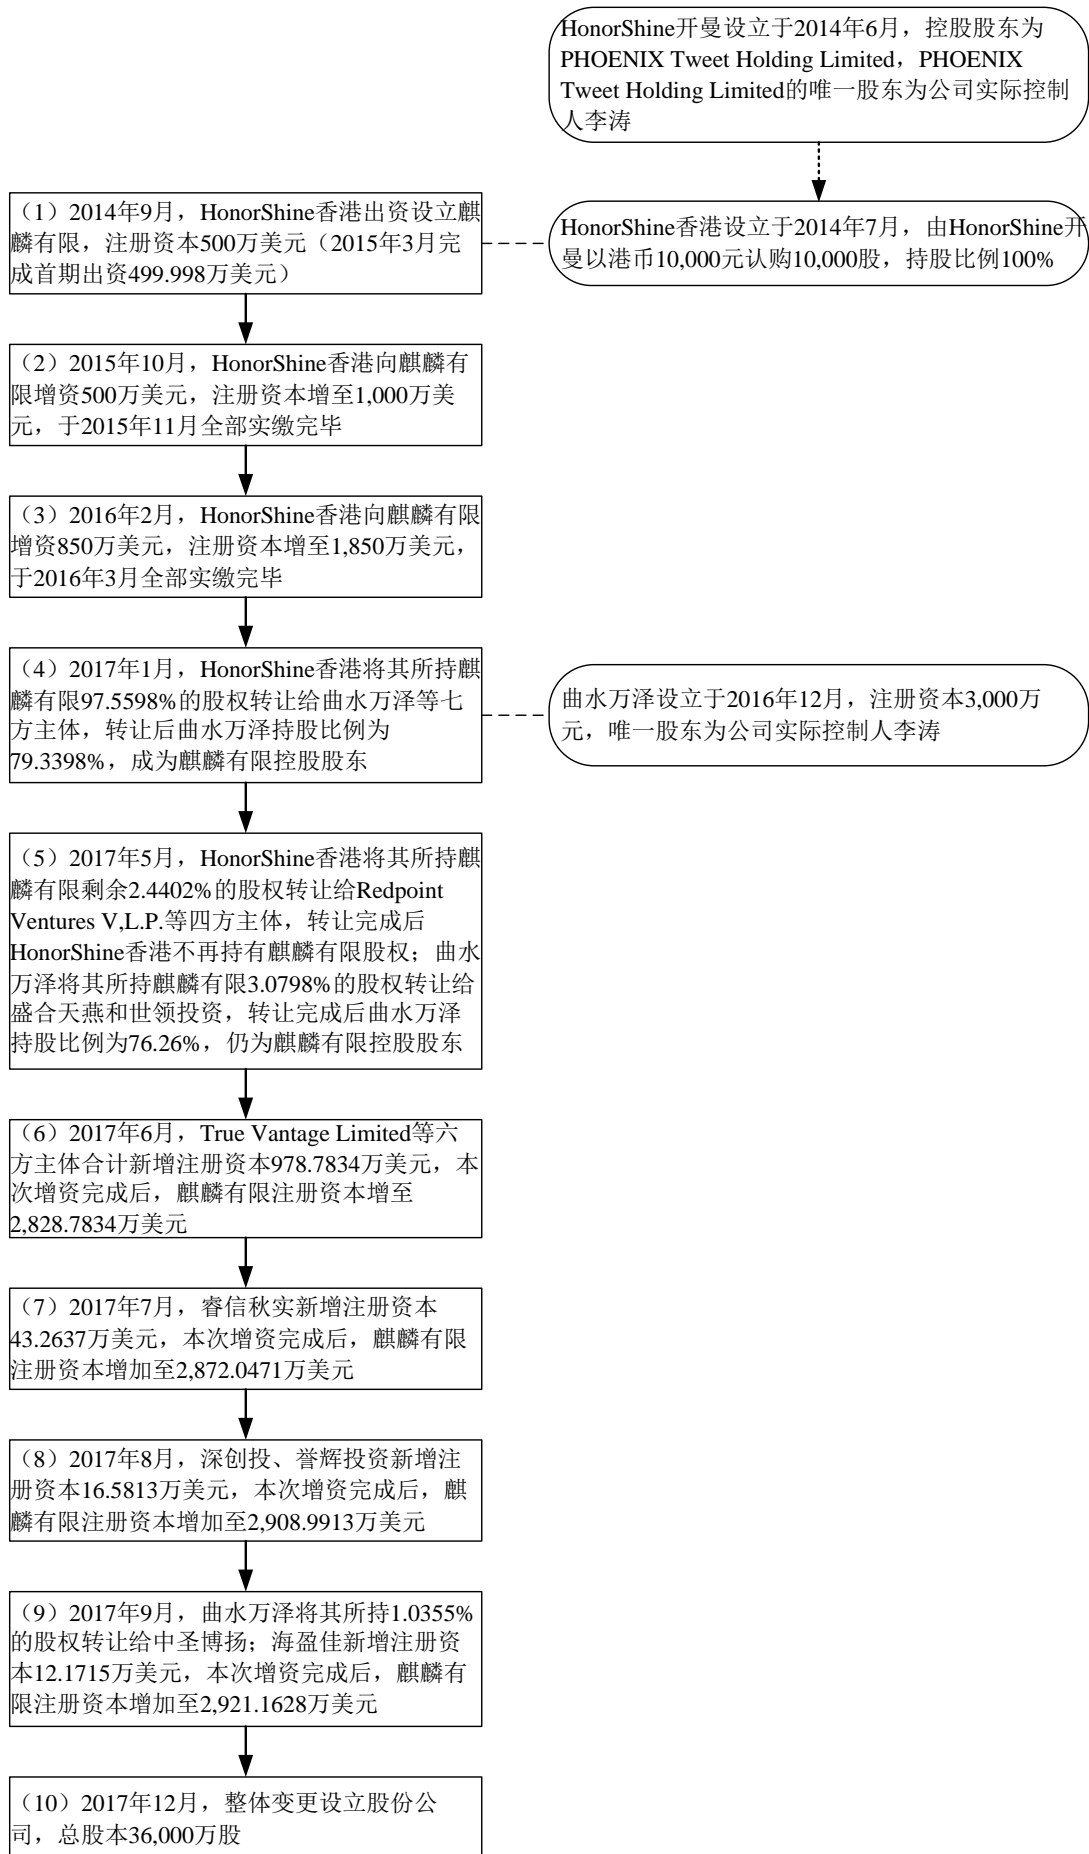 HonorShine开曼设立于2014年6月，控股股东为
PHOENIX Tweet Holding Limited，PHOENIX
Tweet Holding Limited的唯一股东为公司实际控制
人李涛
（1）2014年9月，HonorShine香港出资设立麒
麟有限，注册资本500万美元（2015年3月完
成首期出资499.998万美元）
HonorShine香港设立于2014年7月，由HonorShine开
曼以港币10,000元认购10,000股，持股比例100%
（2）2015年10月，HonorShine香港向麒麟有
限增资500万美元，注册资本增至1,000万美
元，于2015年11月全部实缴完毕
（3）2016年2月，HonorShine香港向麒麟有限
增资850万美元，注册资本增至1,850万美元，
于2016年3月全部实缴完毕
（4）2017年1月，HonorShine香港将其所持麒
麟有限97.5598%的股权转让给曲水万泽等七
方主体，转让后曲水万泽持股比例为
79.3398%，成为麒麟有限控股股东
曲水万泽设立于2016年12月，注册资本3,000万
元，唯一股东为公司实际控制人李涛
（5）2017年5月，HonorShine香港将其所持麒
麟有限剩余2.4402%的股权转让给Redpoint
Ventures V,L.P.等四方主体，转让完成后
HonorShine香港不再持有麒麟有限股权；曲水
万泽将其所持麒麟有限3.0798%的股权转让给
盛合天燕和世领投资，转让完成后曲水万泽
持股比例为76.26%，仍为麒麟有限控股股东
（6）2017年6月，True Vantage Limited等六
方主体合计新增注册资本978.7834万美元，本
次增资完成后，麒麟有限注册资本增至
2,828.7834万美元
（7）2017年7月，睿信秋实新增注册资本
43.2637万美元，本次增资完成后，麒麟有限
注册资本增加至2,872.0471万美元
（8）2017年8月，深创投、誉辉投资新增注
册资本16.5813万美元，本次增资完成后，麒
麟有限注册资本增加至2,908.9913万美元
（9）2017年9月，曲水万泽将其所持1.0355%
的股权转让给中圣博扬；海盈佳新增注册资
本12.1715万美元，本次增资完成后，麒麟有
限注册资本增加至2,921.1628万美元
（10）2017年12月，整体变更设立股份公
司，总股本36,000万股